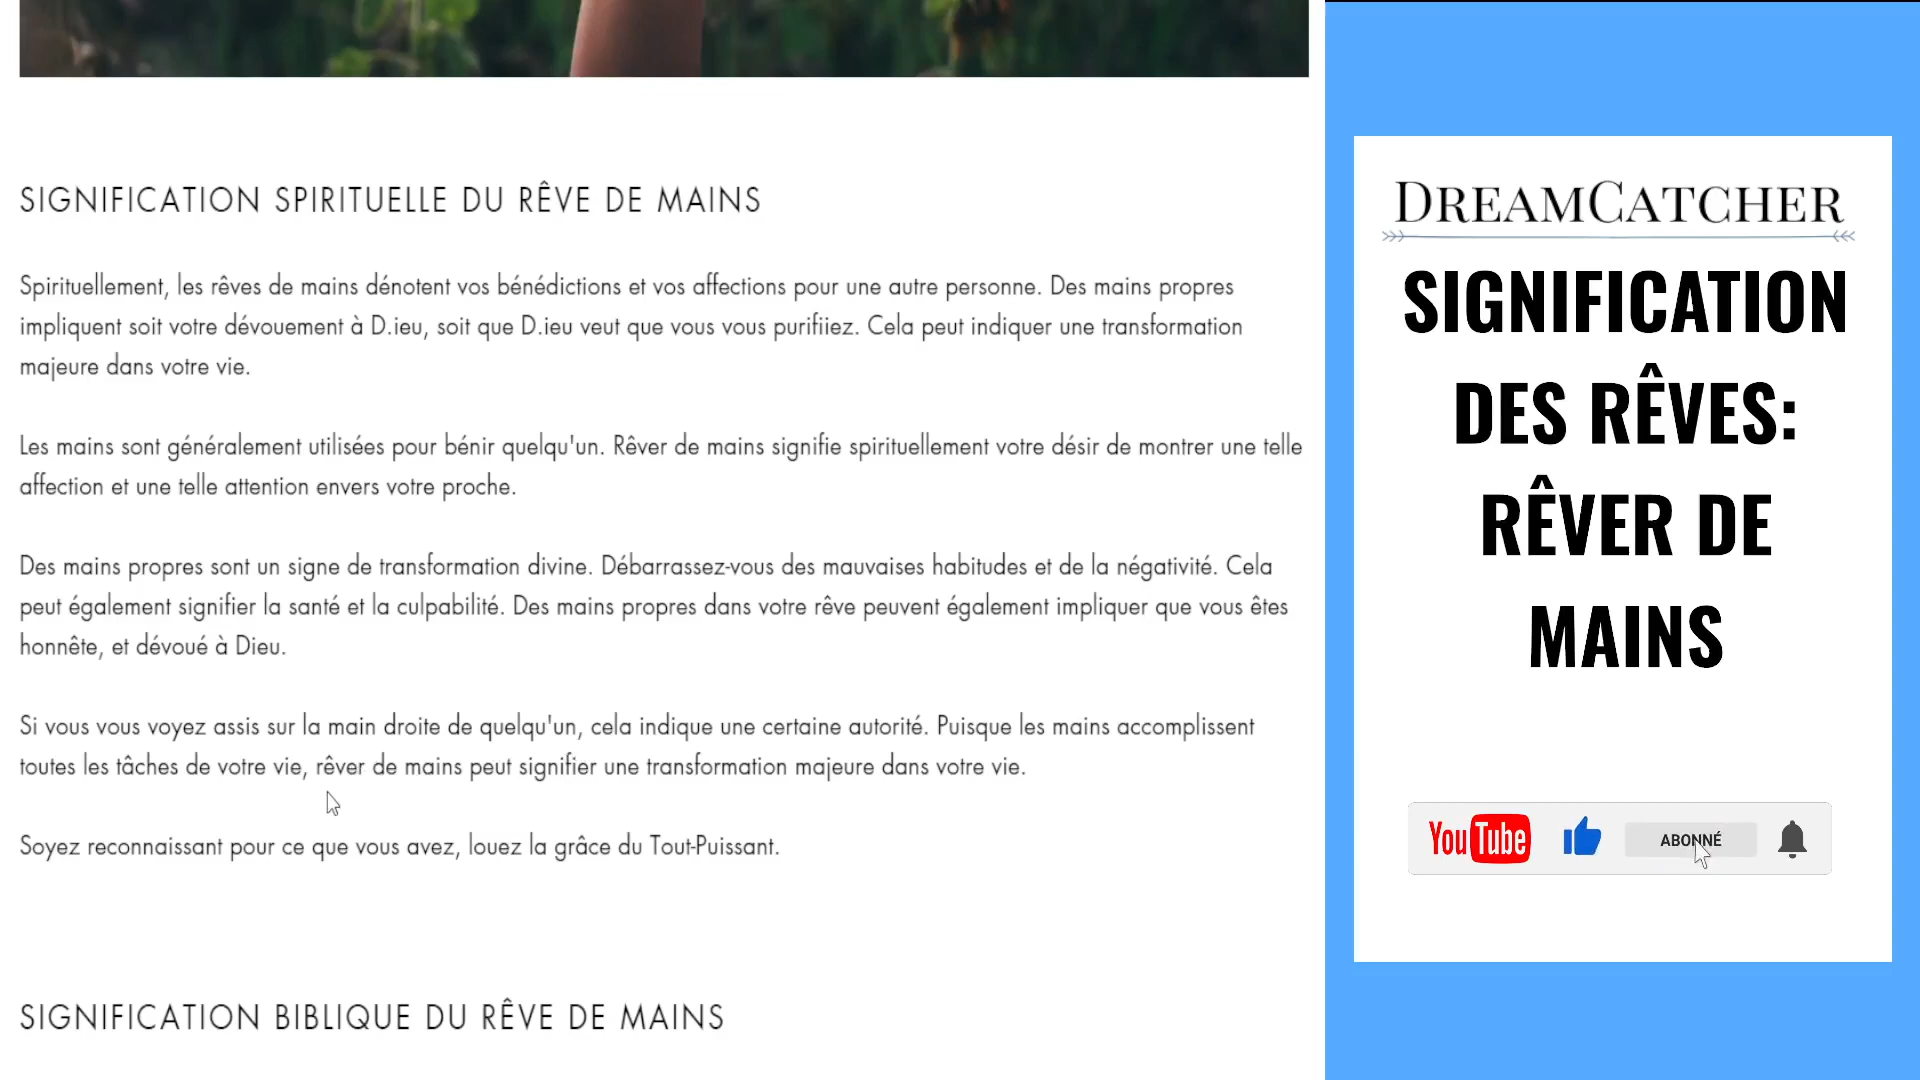 SIGNIFICATION SPIRITUELLE DU RÊVE DE MAINS
Spirituellement, les rêves de mains dénotent vos bénédictions et vos affections pour une autre personne. Des mains propres
impliquent soit votre dévouement à D.ieu, soit que D.ieu veut que vous vous purifiiez. Cela peut indiquer une transformation
majeure dans votre vie.
Les mains sont généralement utilisées pour bénir quelqu'un. Rêver de mains signifie spirituellement votre désir de montrer une telle
affection et une telle attention envers votre proche.
Des mains propres sont un signe de transformation divine. Débarrassez-vous des mauvaises habitudes et de la négativité. Cela
peut également signifier la santé et la culpabilité. Des mains propres dans votre rêve peuvent également impliquer que vous êtes
honnête, et dévoué à Dieu.
Si vous vous voyez assis sur la main droite de quelqu'un, cela indique une certaine autorité. Puisque les mains accomplissent
toutes les tâches de votre vie, rêver de mains peut signifier une transformation majeure dans votre vie.
Soyez reconnaissant pour ce que vous avez, louez la grâce du Tout-Puissant.
SIGNIFICATION BIBLIQUE DU RÊVE DE MAINS
DREAMCATCHER
SIGNIFICATION
DES RÊVES:
RÊVER DE
MAINS
YouTube
ABONNÉ